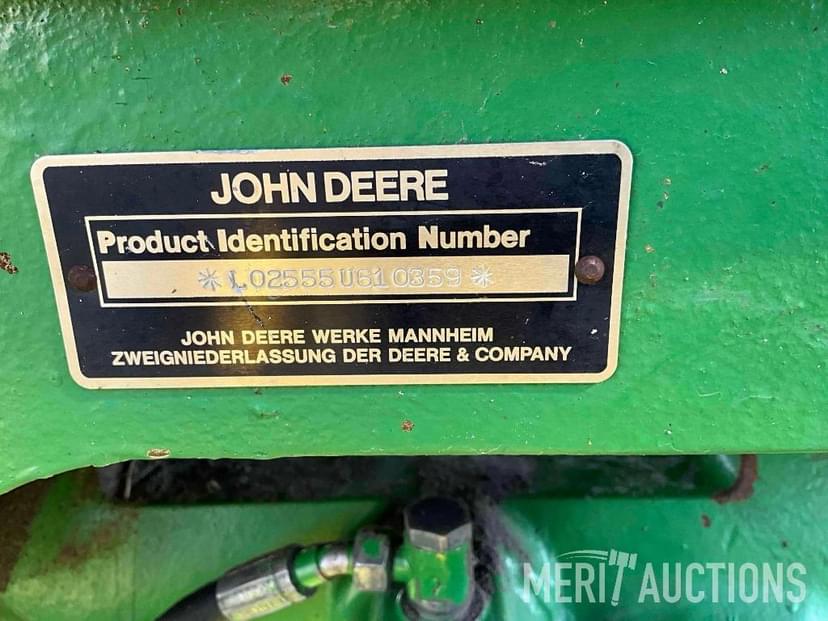 JOHN DEERE
Product Identification Number
*L02555U610359*
JOHN DEERE WERKE MANNHEIM
ZWEIGNIEDERLASSUNG DER DEERE & COMPANY
MERIT AUCTIONS